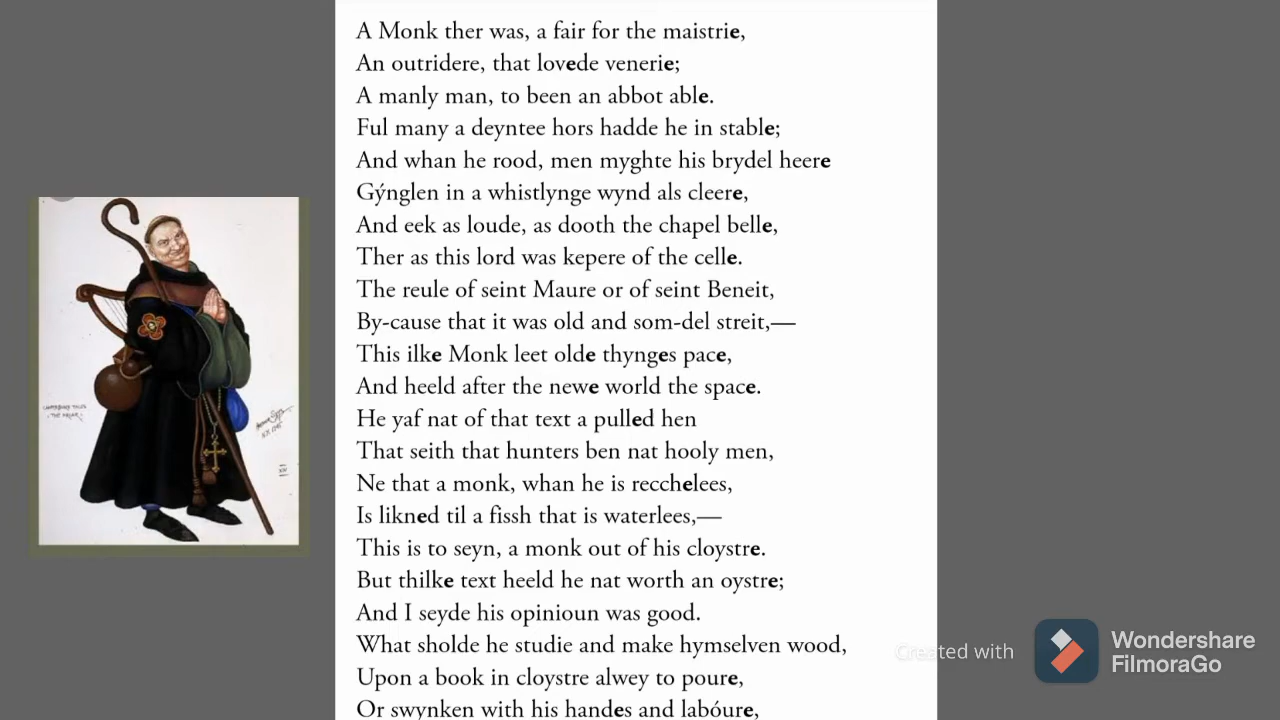 A Monk ther was, a fair for the maistrie,
An outridere, that lovede venerie;
A manly man, to been an abbot able.
Ful many a deyntee hors hadde he in stable;
And whan he rood, men myghte his brydel heere
Gýnglen in a whistlynge wynd als cleere,
And eek as loude, as dooth the chapel belle,
Ther as this lord was kepere of the celle.
The reule of seint Maure or of seint Beneit,
By-cause that it was old and som-del streit,—
This ilke Monk leet olde thynges pace,
And heeld after the newe world the space.
He yaf nat of that text a pulled hen
That seith that hunters ben nat hooly men,
Ne that a monk, whan he is recchelees,
Is likned til a fissh that is waterlees,—
This is to seyn, a monk out of his cloystre.
But thilke text heeld he nat worth an oystre;
And I seyde his opinioun was good.
What sholde he studie and make hymselven wood,
Upon a book in cloystre alwey to poure,
Or swynken with his handes and labóure,
CANTERBURY TALES
THE FRIAR
XIV
Created with
Wondershare
FilmoraGo